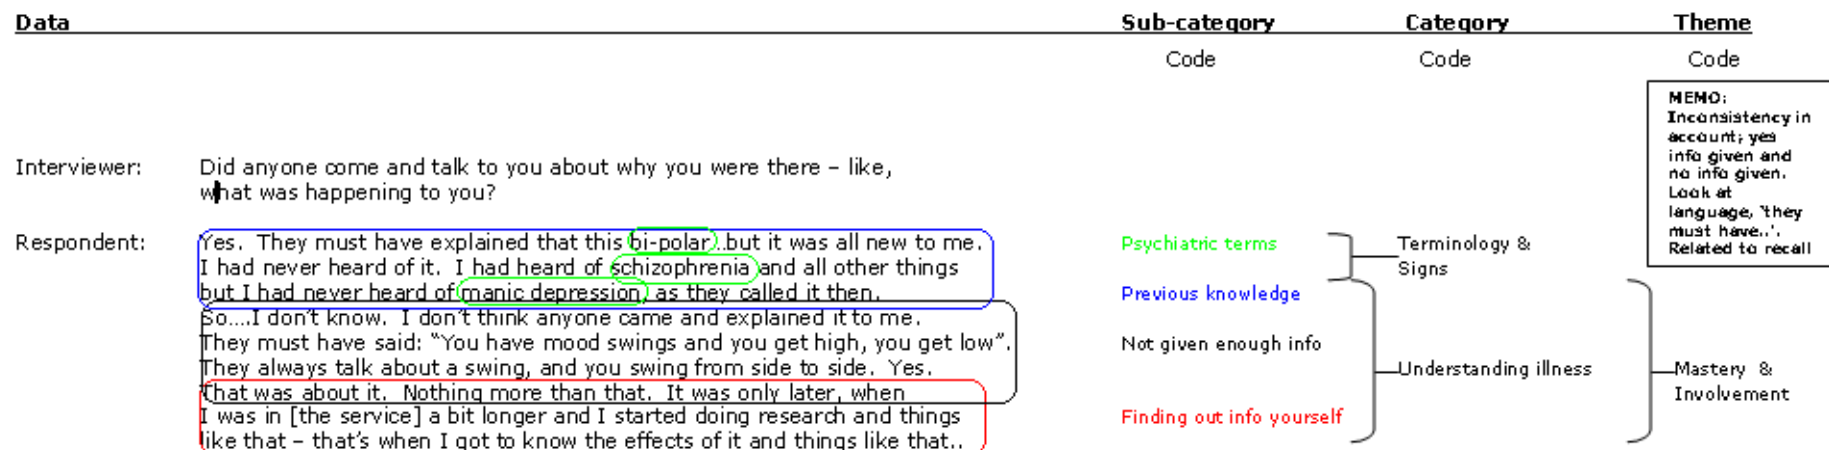 Data Sub-category Category Theme
Code Code Code
MEMO:
Inconsistency in
account; yes
info given and
no info given.
Look at
language, 'they
must have..'.
Related to recall
Interviewer: Did anyone come and talk to you about why you were there – like,
what was happening to you?
Respondent: Yes. They must have explained that this bi-polar..but it was all new to me.
I had never heard of it. I had heard of schizophrenia and all other things
but I had never heard of manic depression, as they called it then.
So....I don't know. I don't think anyone came and explained it to me.
They must have said: "You have mood swings and you get high, you get low".
They always talk about a swing, and you swing from side to side. Yes.
That was about it. Nothing more than that. It was only later, when
I was in [the service] a bit longer and I started doing research and things
like that – that's when I got to know the effects of it and things like that..
Psychiatric terms
Previous knowledge
Not given enough info
Finding out info yourself
Terminology &
Signs
Understanding illness
Mastery &
Involvement